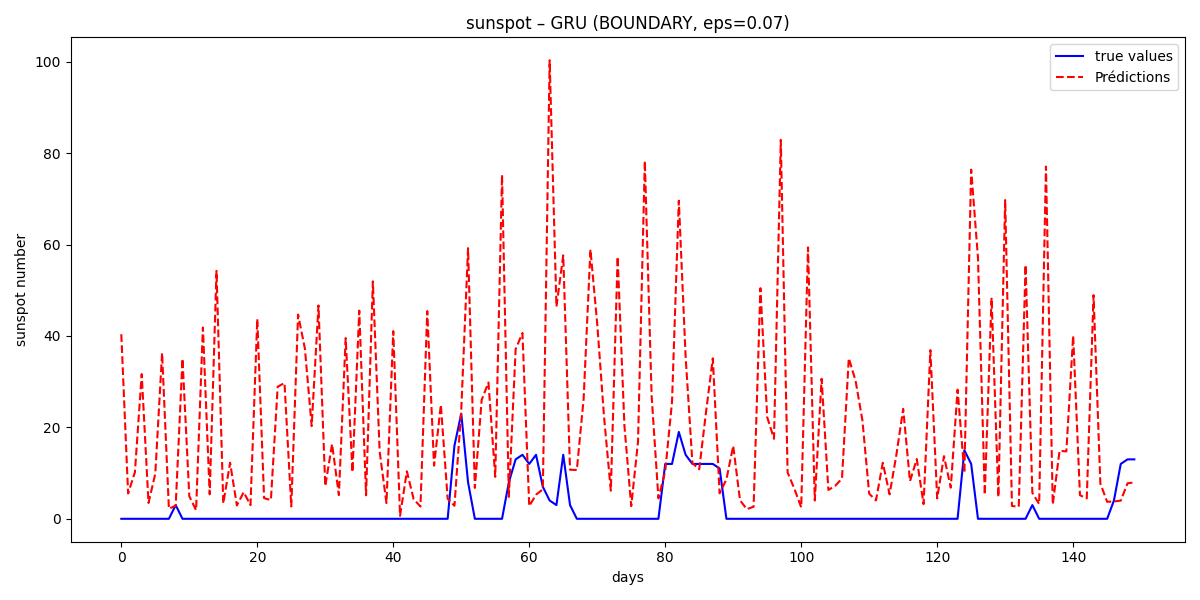 sunspot – GRU (BOUNDARY, eps=0.07)
true values
Prédictions
sunspot number
100
80
60
40
20
0
0 20 40 60 80 100 120 140
days